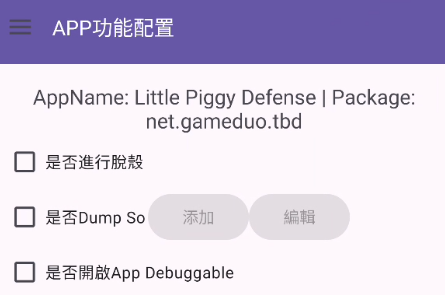 APP功能配置
AppName: Little Piggy Defense | Package:
net.gameduo.tbd
是否進行脫殼
是否Dump So 添加 編輯
是否開啟App Debuggable